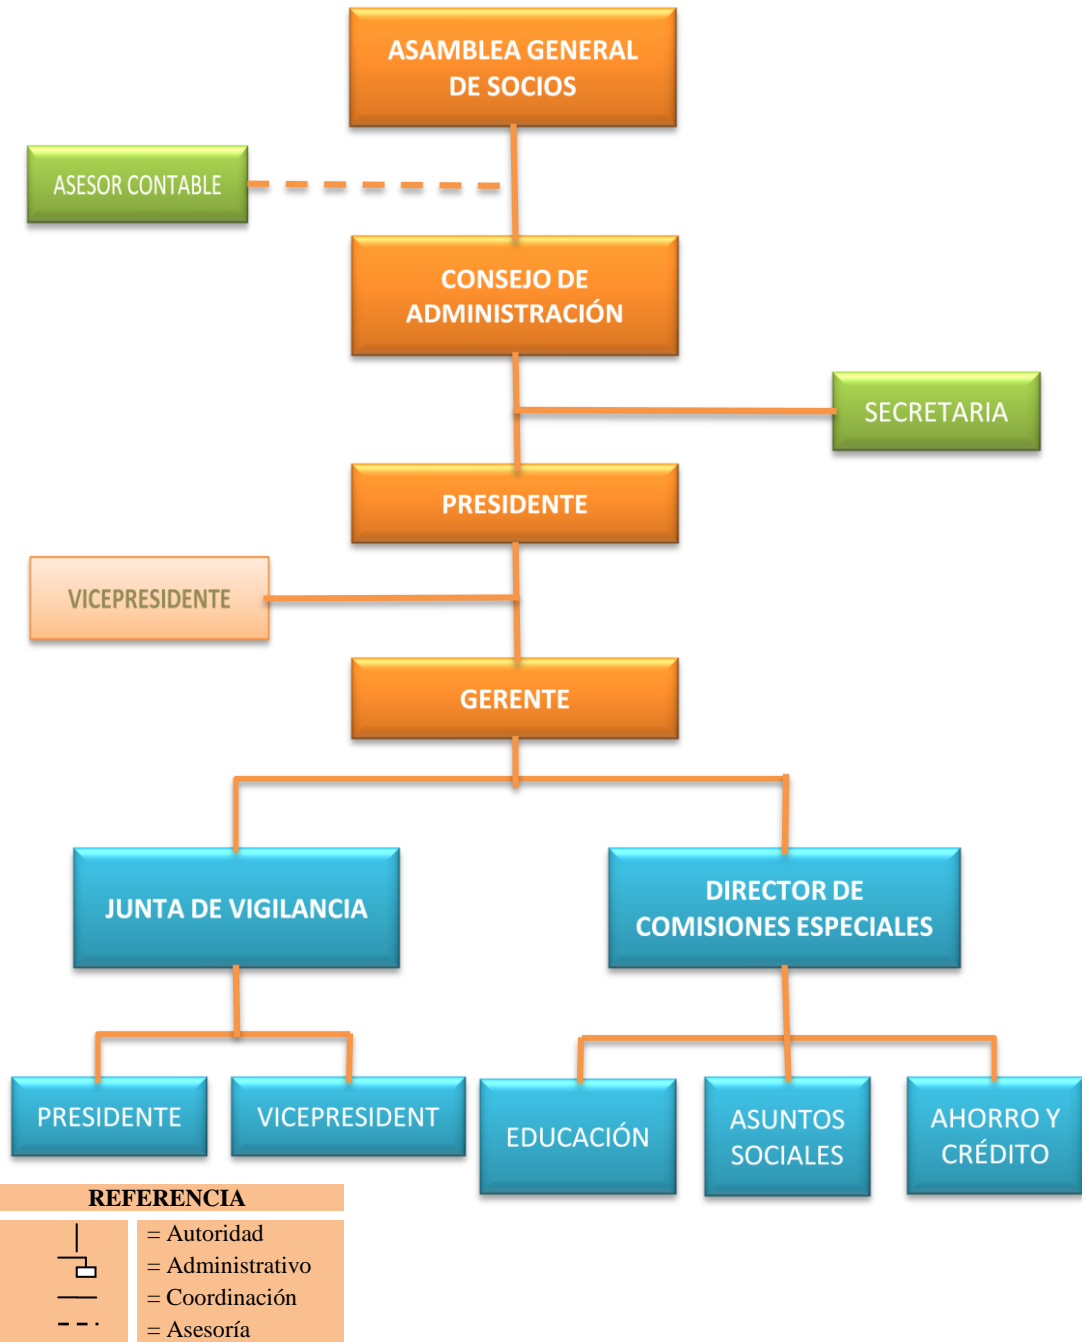 ASAMBLEA GENERAL
DE SOCIOS
ASESOR CONTABLE
CONSEJO DE
ADMINISTRACIÓN
SECRETARIA
PRESIDENTE
VICEPRESIDENTE
GERENTE
JUNTA DE VIGILANCIA
DIRECTOR DE
COMISIONES ESPECIALES
PRESIDENTE
VICEPRESIDENT
EDUCACIÓN
ASUNTOS
SOCIALES
AHORRO Y
CRÉDITO
REFERENCIA
= Autoridad
= Administrativo
= Coordinación
= Asesoría